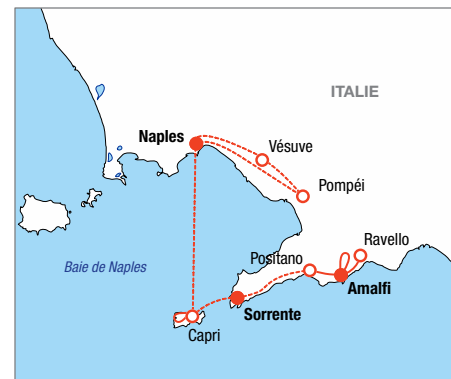 ITALIE
Naples
Vésuve
Pompéi
Ravello
Positano
Baie de Naples
Amalfi
Sorrente
Capri